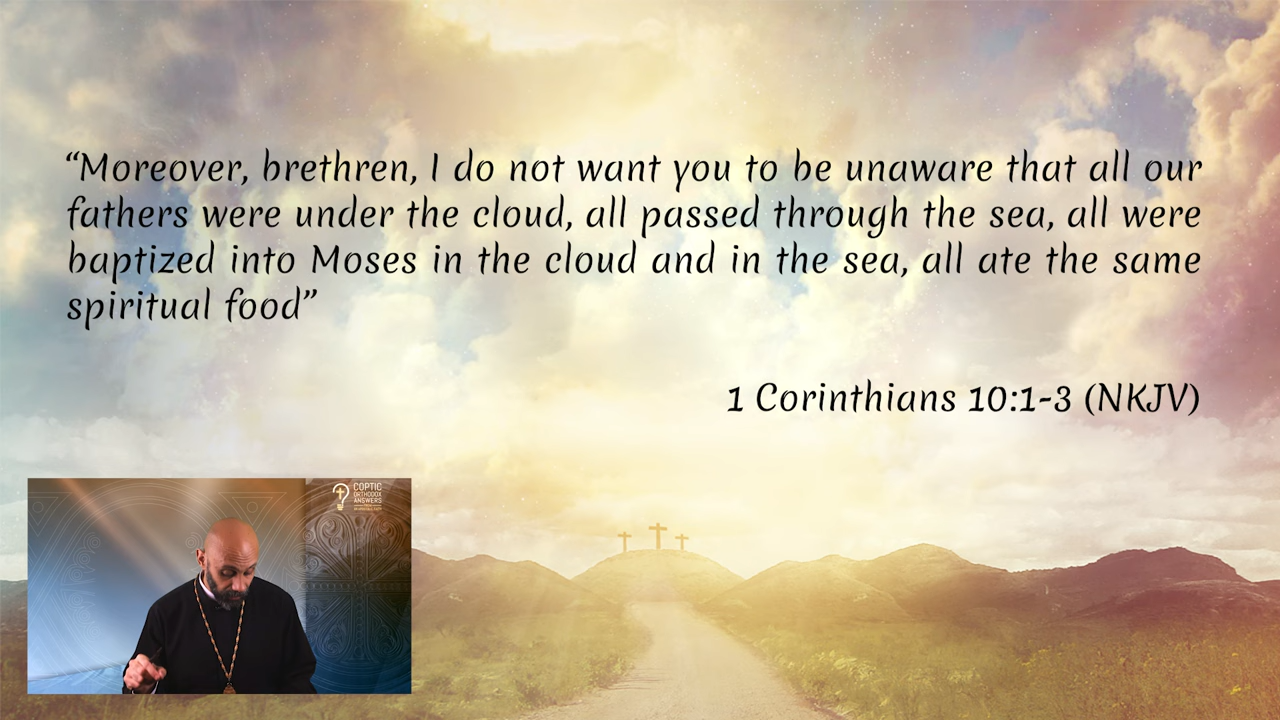 “Moreover, brethren, I do not want you to be unaware that all our
fathers were under the cloud, all passed through the sea, all were
baptized into Moses in the cloud and in the sea, all ate the same
spiritual food”
1 Corinthians 10:1-3 (NKJV)
COPTIC
ORTHODOX
ANSWERS